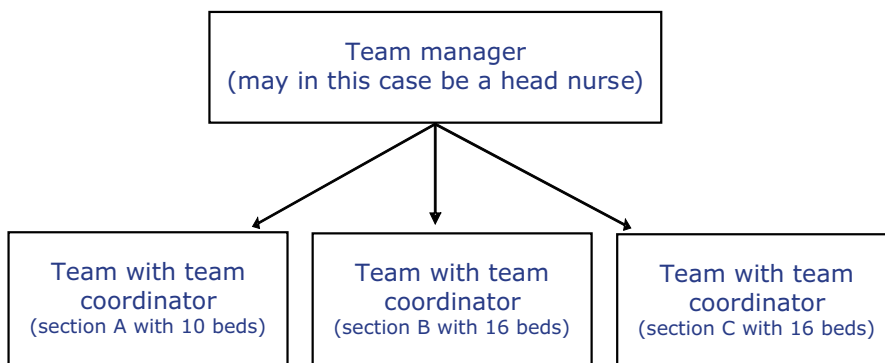 Team manager
(may in this case be a head nurse)
Team with team
coordinator
(section A with 10 beds)
Team with team
coordinator
(section B with 16 beds)
Team with team
coordinator
(section C with 16 beds)